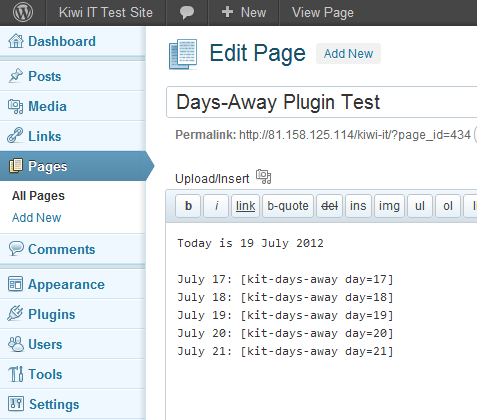 Kiwi IT Test Site + New View Page
Dashboard
Posts
Media
Links
Pages
All Pages
Add New
Comments
Appearance
Plugins
Users
Tools
Settings
Edit Page Add New
Days-Away Plugin Test
Permalink: http://81.158.125.114/kiwi-it/?page_id=434
Upload/Insert
b i link b-quote del ins img ul ol li
Today is 19 July 2012
July 17: [kit-days-away day=17]
July 18: [kit-days-away day=18]
July 19: [kit-days-away day=19]
July 20: [kit-days-away day=20]
July 21: [kit-days-away day=21]